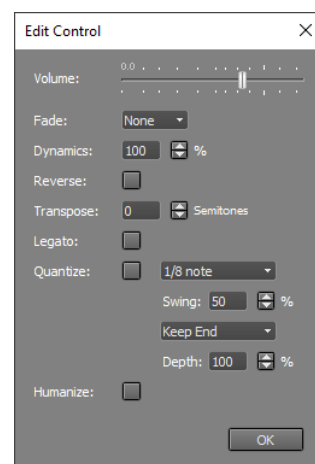 Edit Control
Volume: 0.0
Fade: None
Dynamics: 100 %
Reverse:
Transpose: 0 Semitones
Legato:
Quantize: 1/8 note
Swing: 50 %
Keep End
Depth: 100 %
Humanize:
OK